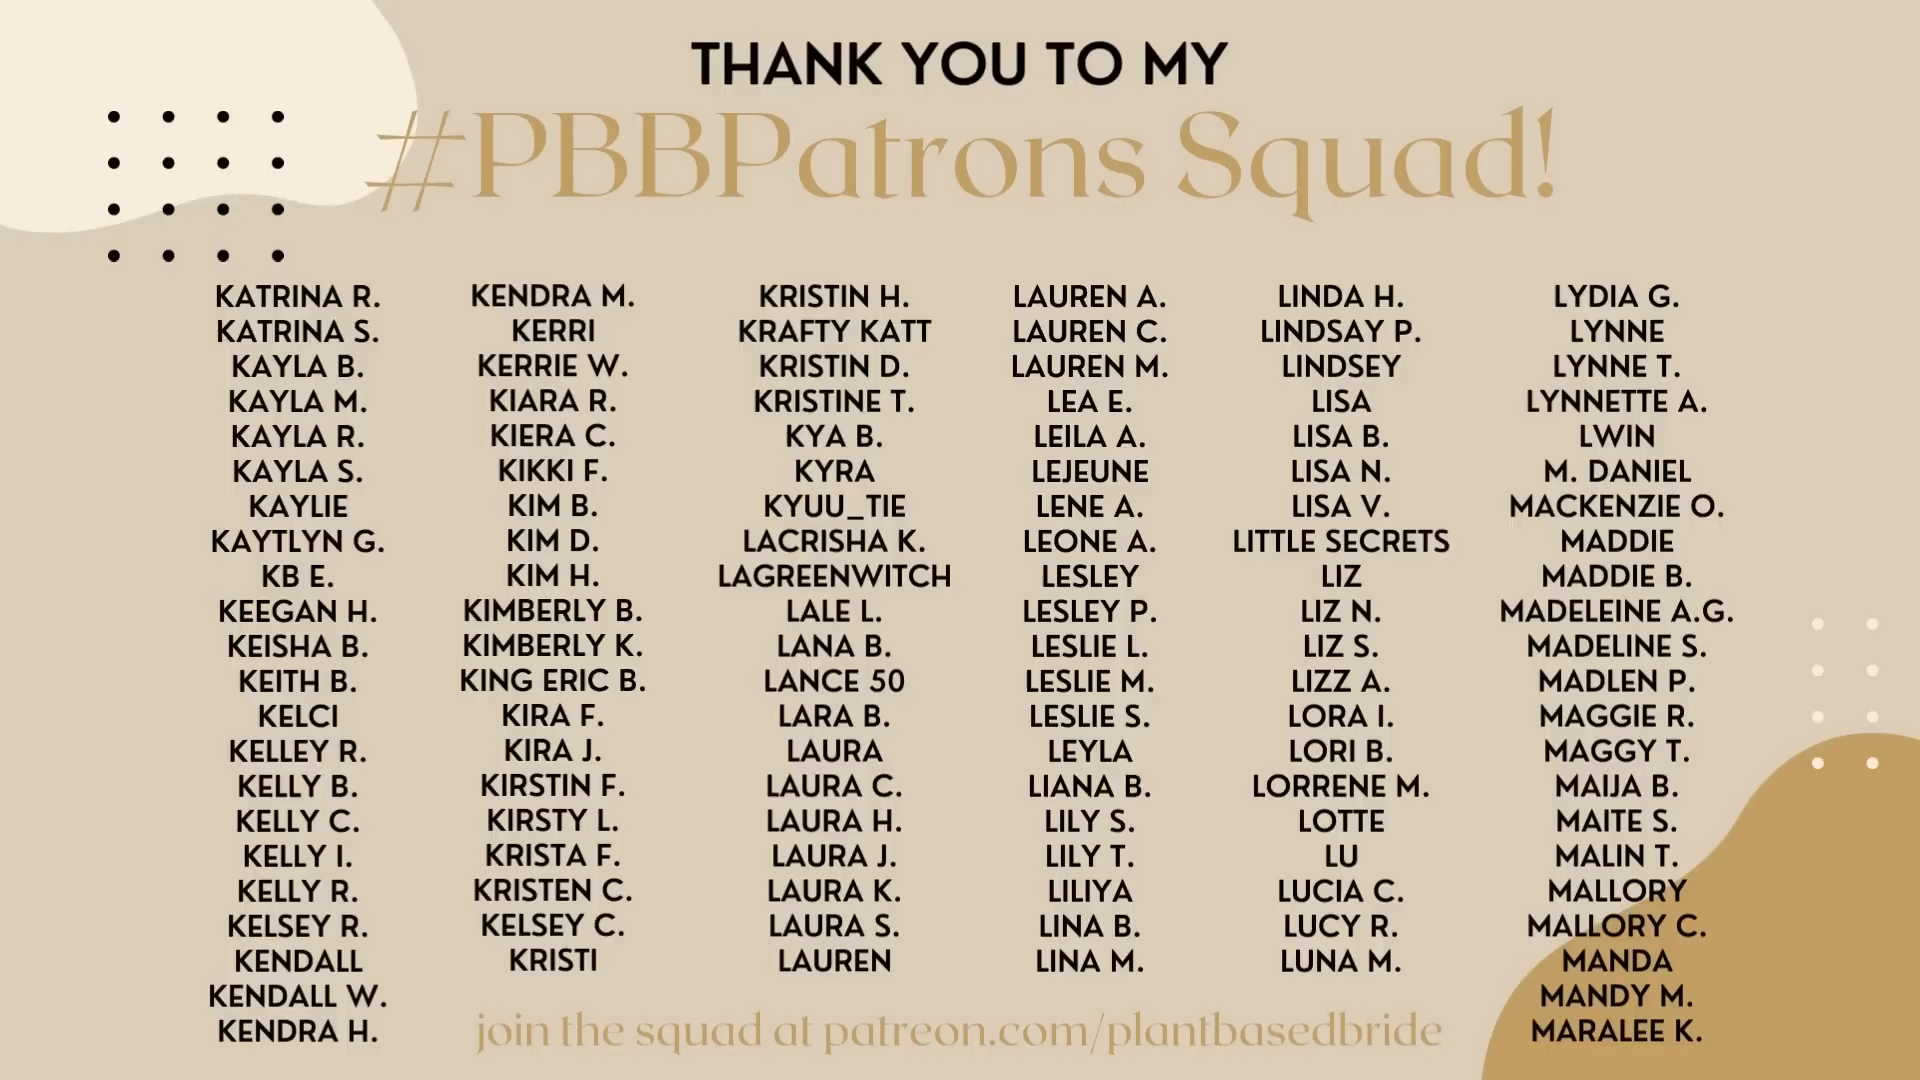 THANK YOU TO MY
#PBBPatrons Squad!
KATRINA R.
KATRINA S.
KAYLA B.
KAYLA M.
KAYLA R.
KAYLA S.
KAYLIE
KAYTLYN G.
KB E.
KEEGAN H.
KEISHA B.
KEITH B.
KELCI
KELLEY R.
KELLY B.
KELLY C.
KELLY I.
KELLY R.
KELSEY R.
KENDALL
KENDALL W.
KENDRA H.
KENDRA M.
KERRI
KERRIE W.
KIARA R.
KIERA C.
KIKKI F.
KIM B.
KIM D.
KIM H.
KIMBERLY B.
KIMBERLY K.
KING ERIC B.
KIRA F.
KIRA J.
KIRSTIN F.
KIRSTY L.
KRISTA F.
KRISTEN C.
KELSEY C.
KRISTI
KRISTIN H.
KRAFTY KATT
KRISTIN D.
KRISTINE T.
KYA B.
KYRA
KYUU_TIE
LACRISHA K.
LAGREENWITCH
LALE L.
LANA B.
LANCE 50
LARA B.
LAURA
LAURA C.
LAURA H.
LAURA J.
LAURA K.
LAURA S.
LAUREN
LAUREN A.
LAUREN C.
LAUREN M.
LEA E.
LEILA A.
LEJEUNE
LENE A.
LEONE A.
LESLEY
LESLEY P.
LESLIE L.
LESLIE M.
LESLIE S.
LEYLA
LIANA B.
LILY S.
LILY T.
LILIYA
LINA B.
LINA M.
LINDA H.
LINDSAY P.
LINDSEY
LISA
LISA B.
LISA N.
LISA V.
LITTLE SECRETS
LIZ
LIZ N.
LIZ S.
LIZZ A.
LORA I.
LORI B.
LORRENE M.
LOTTE
LU
LUCIA C.
LUCY R.
LUNA M.
LYDIA G.
LYNNE
LYNNE T.
LYNNETTE A.
LWIN
M. DANIEL
MACKENZIE O.
MADDIE
MADDIE B.
MADELEINE A.G.
MADELINE S.
MADLEN P.
MAGGIE R.
MAGGY T.
MAIJA B.
MAITE S.
MALIN T.
MALLORY
MALLORY C.
MANDA
MANDY M.
MARALEE K.
join the squad at patreon.com/plantbasedbride